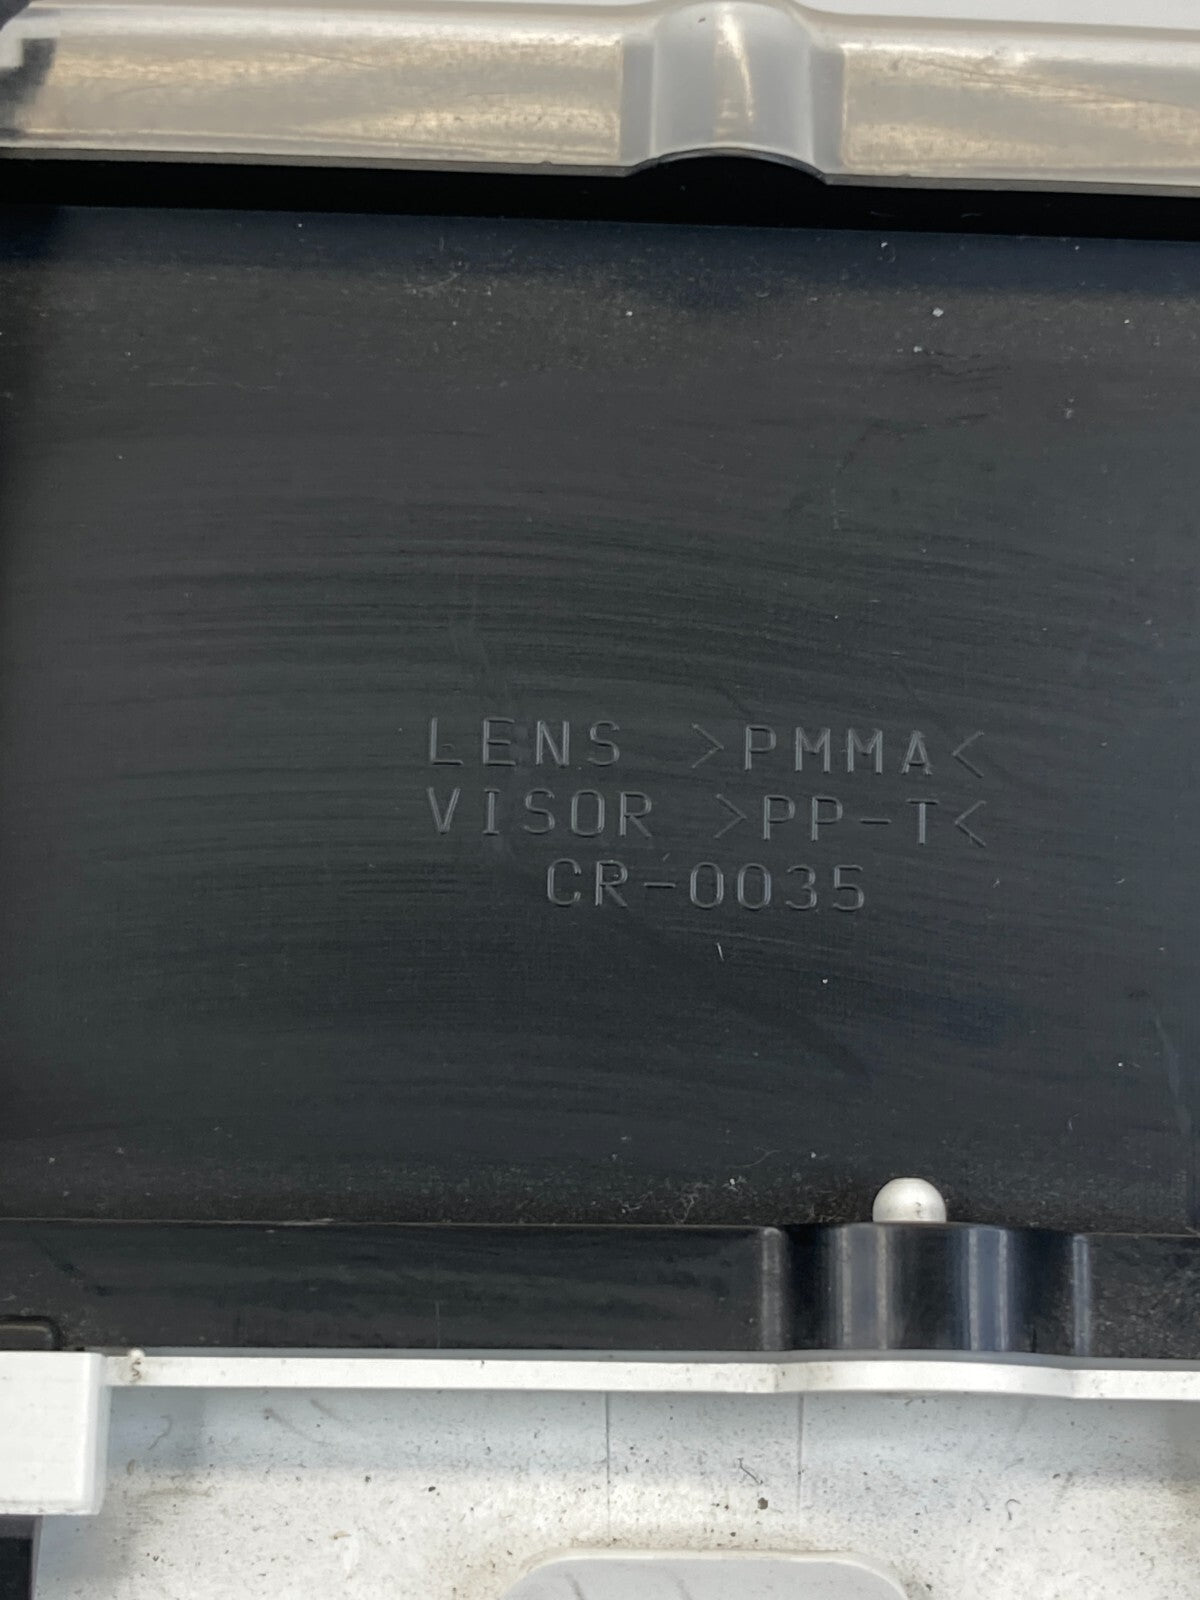 LENS >PMMA<
VISOR >PP-T<
CR-0035